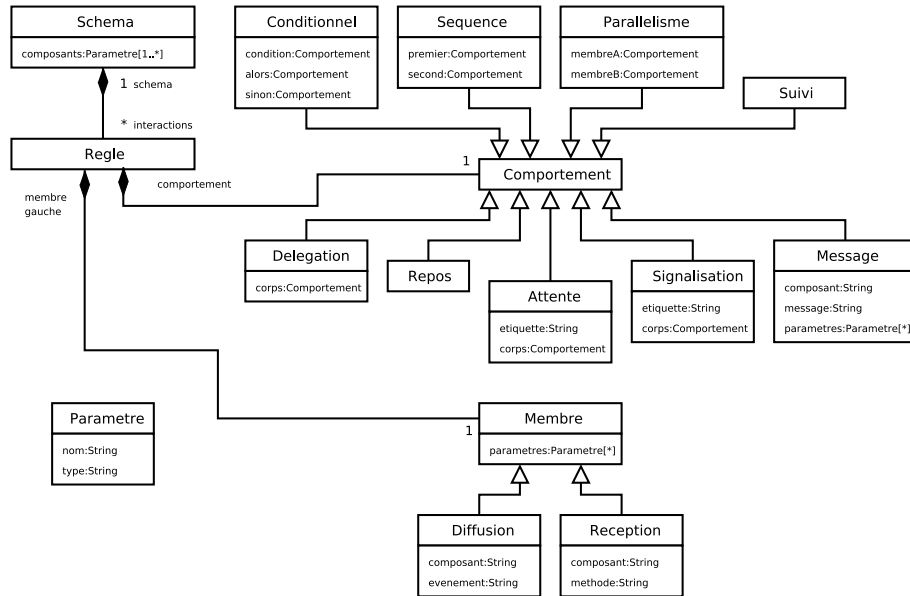 Schema
composants:Parametre[1..*]
1 schema
* interactions
Regle
membre
gauche
comportement
1
Conditionnel
condition:Comportement
alors:Comportement
sinon:Comportement
Sequence
premier:Comportement
second:Comportement
Parallelisme
membreA:Comportement
membreB:Comportement
Suivi
Comportement
Delegation
corps:Comportement
Repos
Attente
etiquette:String
corps:Comportement
Signalisation
etiquette:String
corps:Comportement
Message
composant:String
message:String
parametres:Parametre[*]
Parametre
nom:String
type:String
1
Membre
parametres:Parametre[*]
Diffusion
composant:String
evenement:String
Reception
composant:String
methode:String